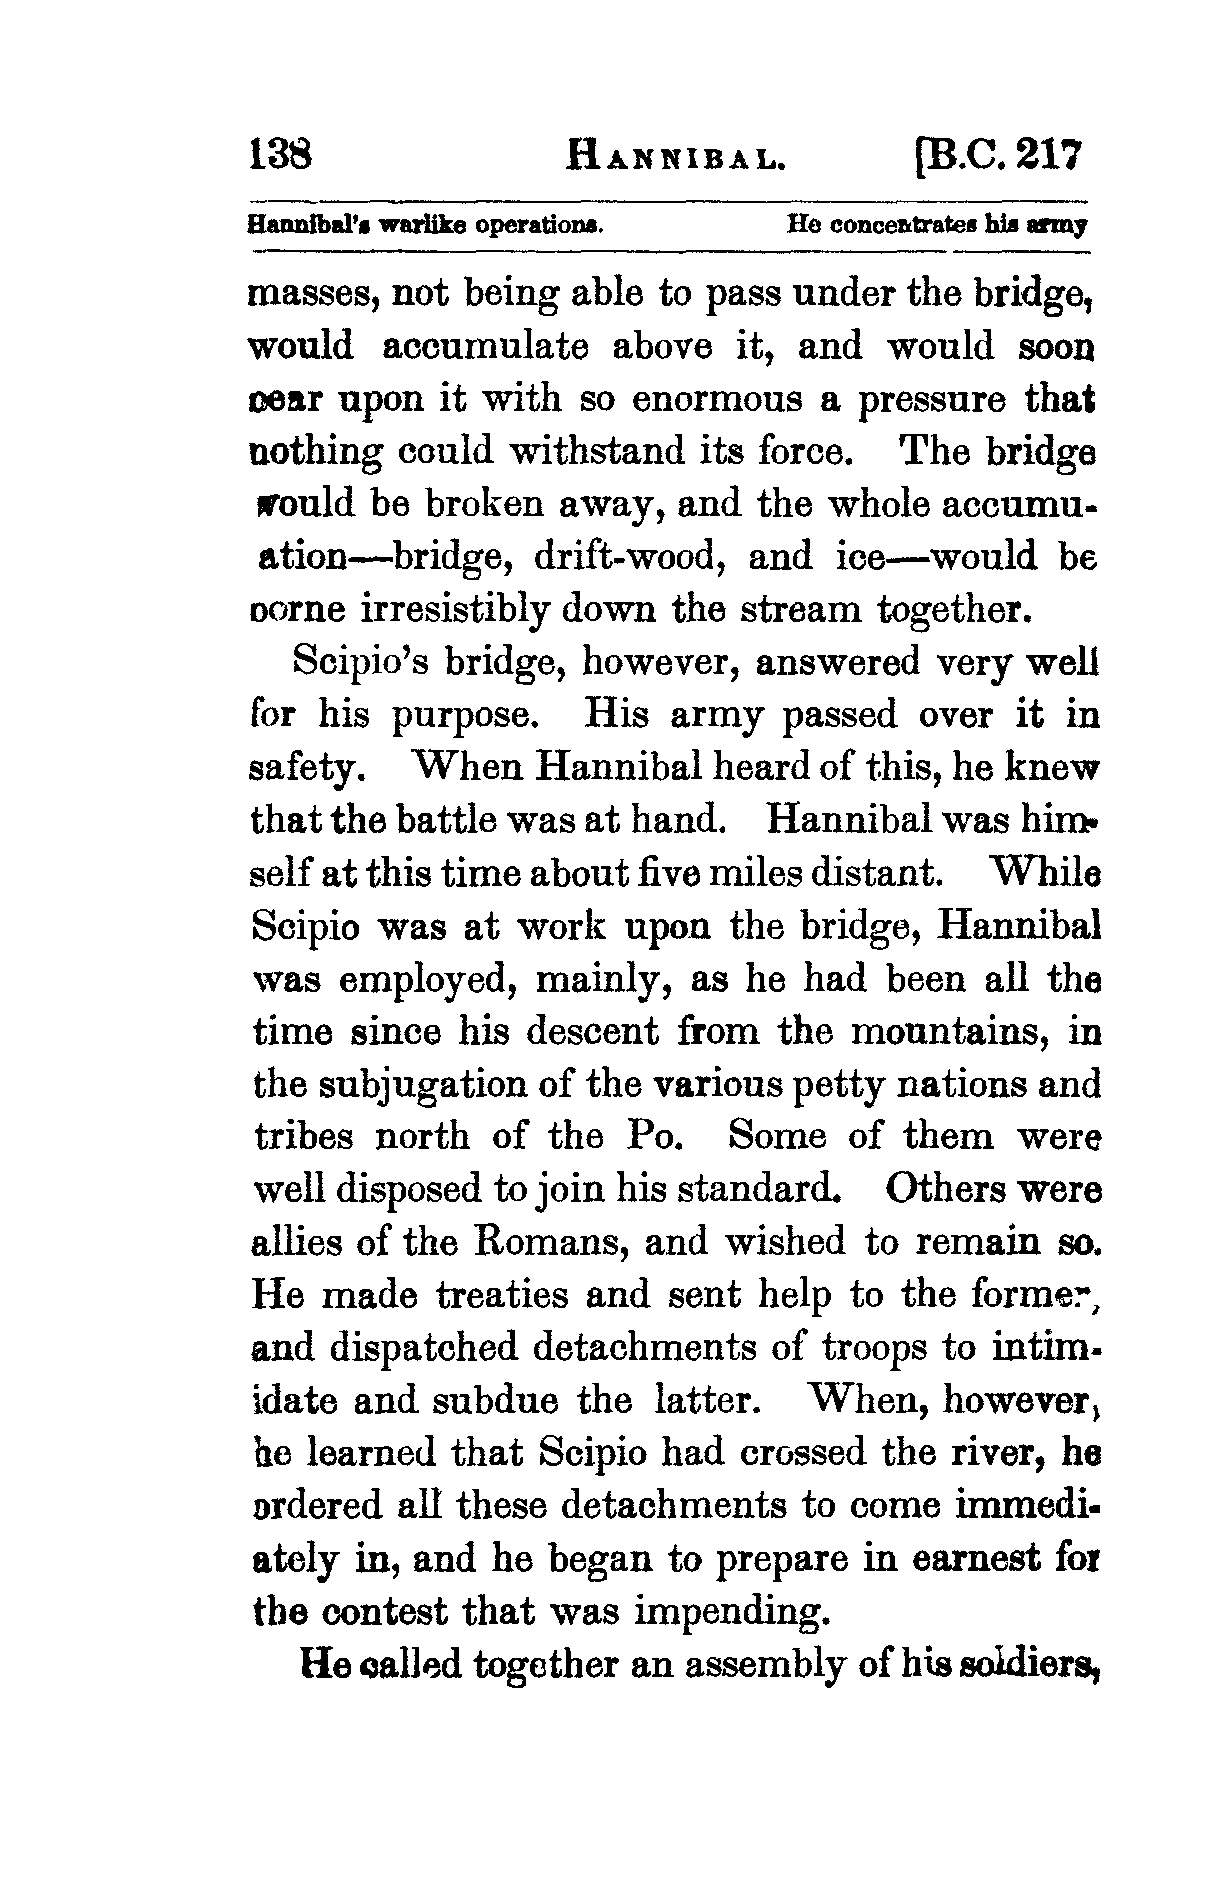 138 HANNIBAL. [B.C. 217
Hannibal's warlike operations. He concentrates his army
masses, not being able to pass under the bridge,
would accumulate above it, and would soon
bear upon it with so enormous a pressure that
nothing could withstand its force. The bridge
would be broken away, and the whole accumu-
ation—bridge, drift-wood, and ice—would be
borne irresistibly down the stream together.
Scipio's bridge, however, answered very well
for his purpose. His army passed over it in
safety. When Hannibal heard of this, he knew
that the battle was at hand. Hannibal was him-
self at this time about five miles distant. While
Scipio was at work upon the bridge, Hannibal
was employed, mainly, as he had been all the
time since his descent from the mountains, in
the subjugation of the various petty nations and
tribes north of the Po. Some of them were
well disposed to join his standard. Others were
allies of the Romans, and wished to remain so.
He made treaties and sent help to the former,
and dispatched detachments of troops to intim-
idate and subdue the latter. When, however,
he learned that Scipio had crossed the river, he
ordered all these detachments to come immedi-
ately in, and he began to prepare in earnest for
the contest that was impending.
He called together an assembly of his soldiers,